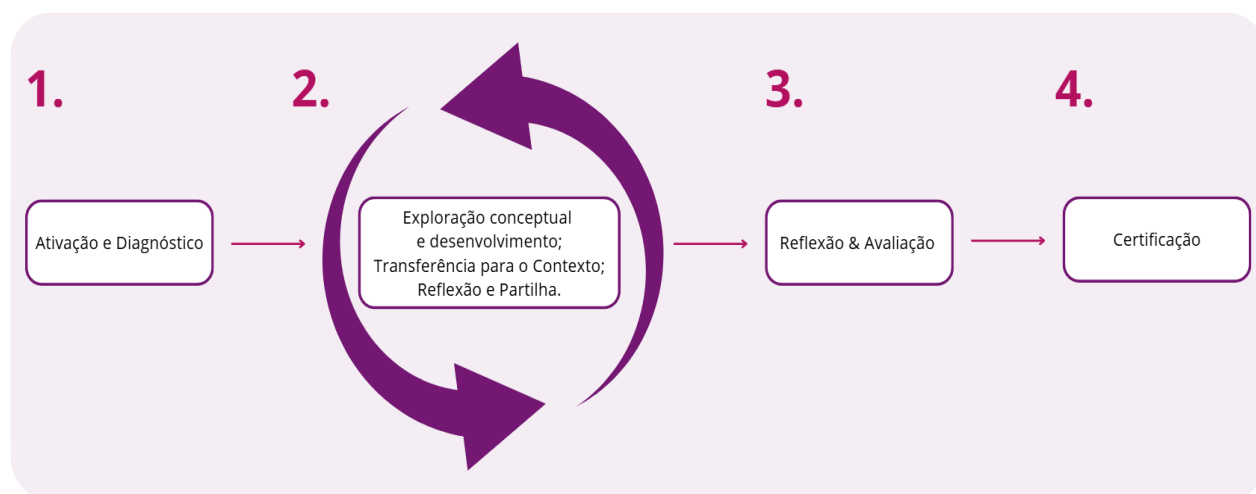 1.
2.
3.
4.
Ativação e Diagnóstico
Exploração conceptual
e desenvolvimento;
Transferência para o Contexto;
Reflexão e Partilha.
Reflexão & Avaliação
Certificação